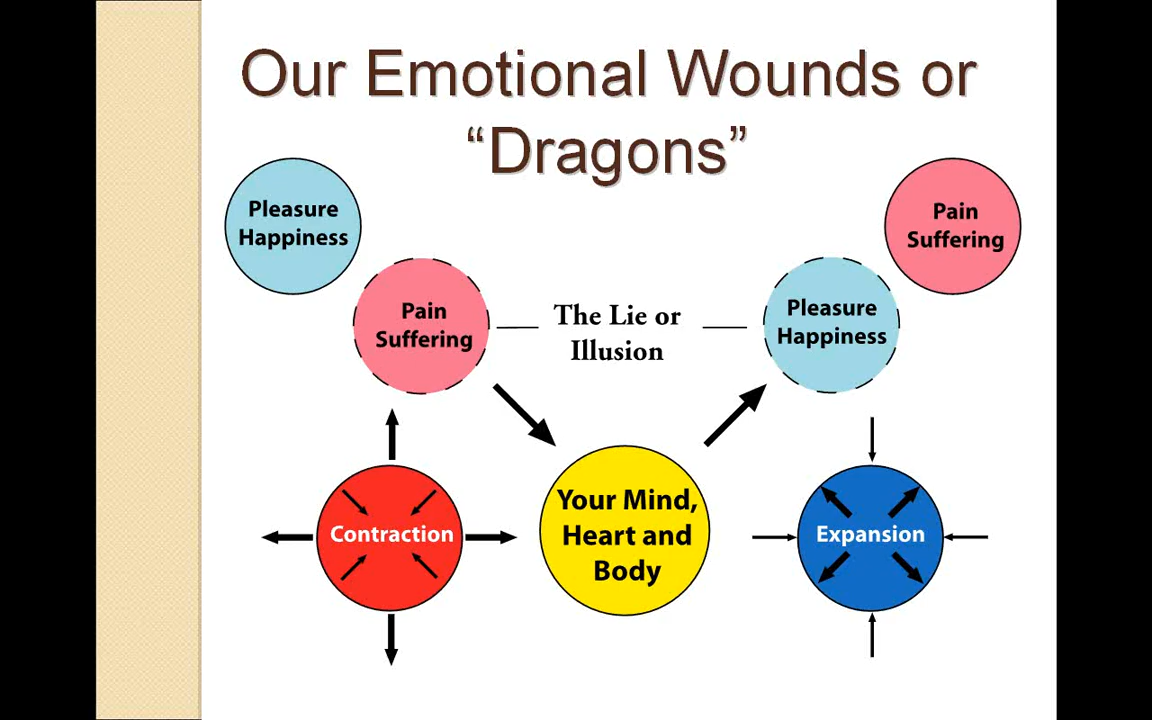 Our Emotional Wounds or
“Dragons”
Pleasure
Happiness
Pain
Suffering
Pain
Suffering
The Lie or
Illusion
Pleasure
Happiness
Contraction
Your Mind,
Heart and
Body
Expansion